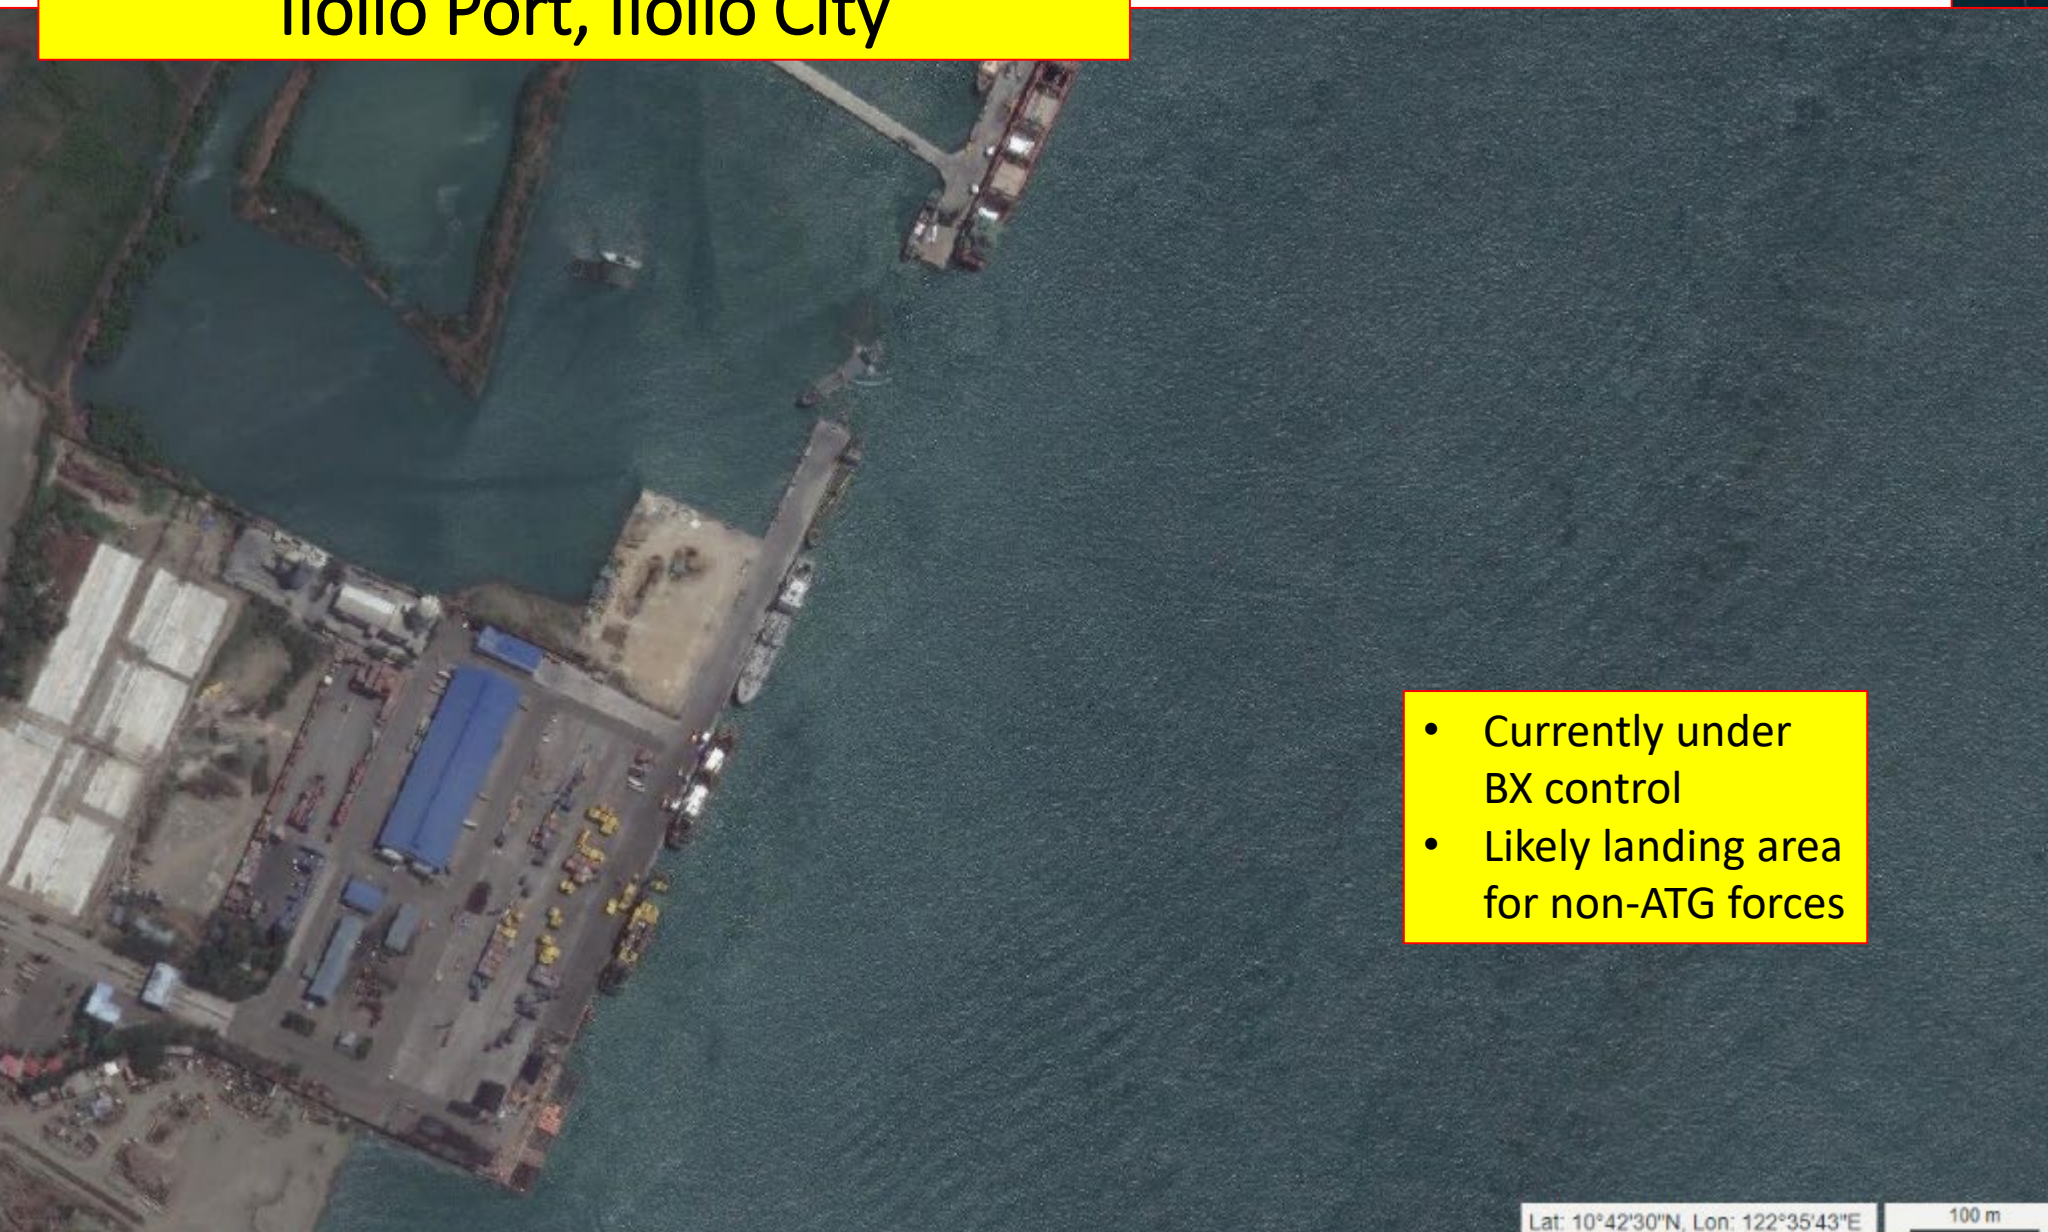 Iloilo Port, Iloilo City
• Currently under
BX control
• Likely landing area
for non-ATG forces
Lat: 10°42'30"N, Lon: 122°35'43"E
100 m